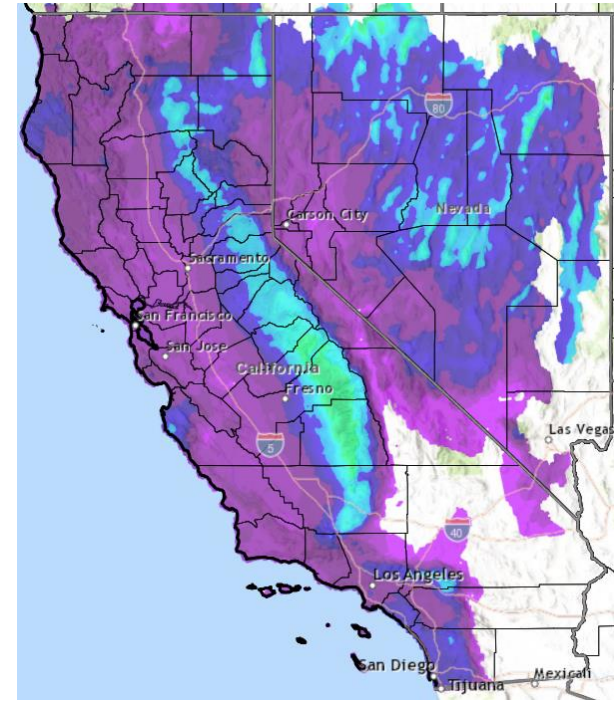 80
Carson City
Nevada
Sacramento
San Francisco
San Jose
California
Fresno
5
Las Vegas
40
Los Angeles
San Diego
Tijuana
Mexicali